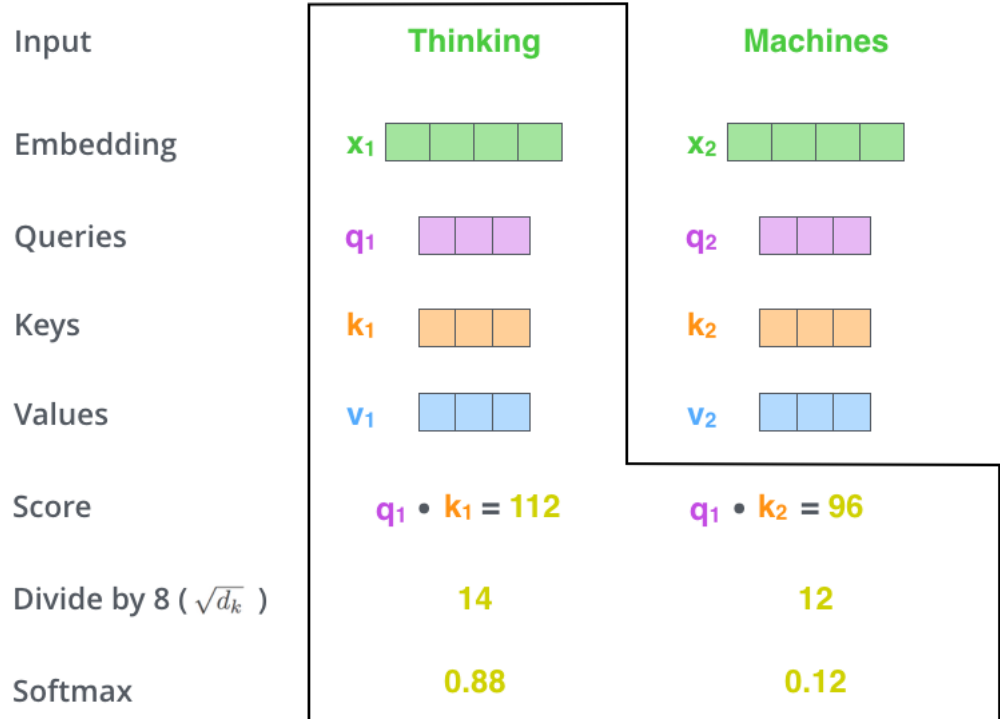 Input Thinking Machines
Embedding x₁ x₂
Queries q₁ q₂
Keys k₁ k₂
Values v₁ v₂
Score q₁ • k₁ = 112 q₁ • k₂ = 96
Divide by 8 ( √dₖ ) 14 12
Softmax 0.88 0.12